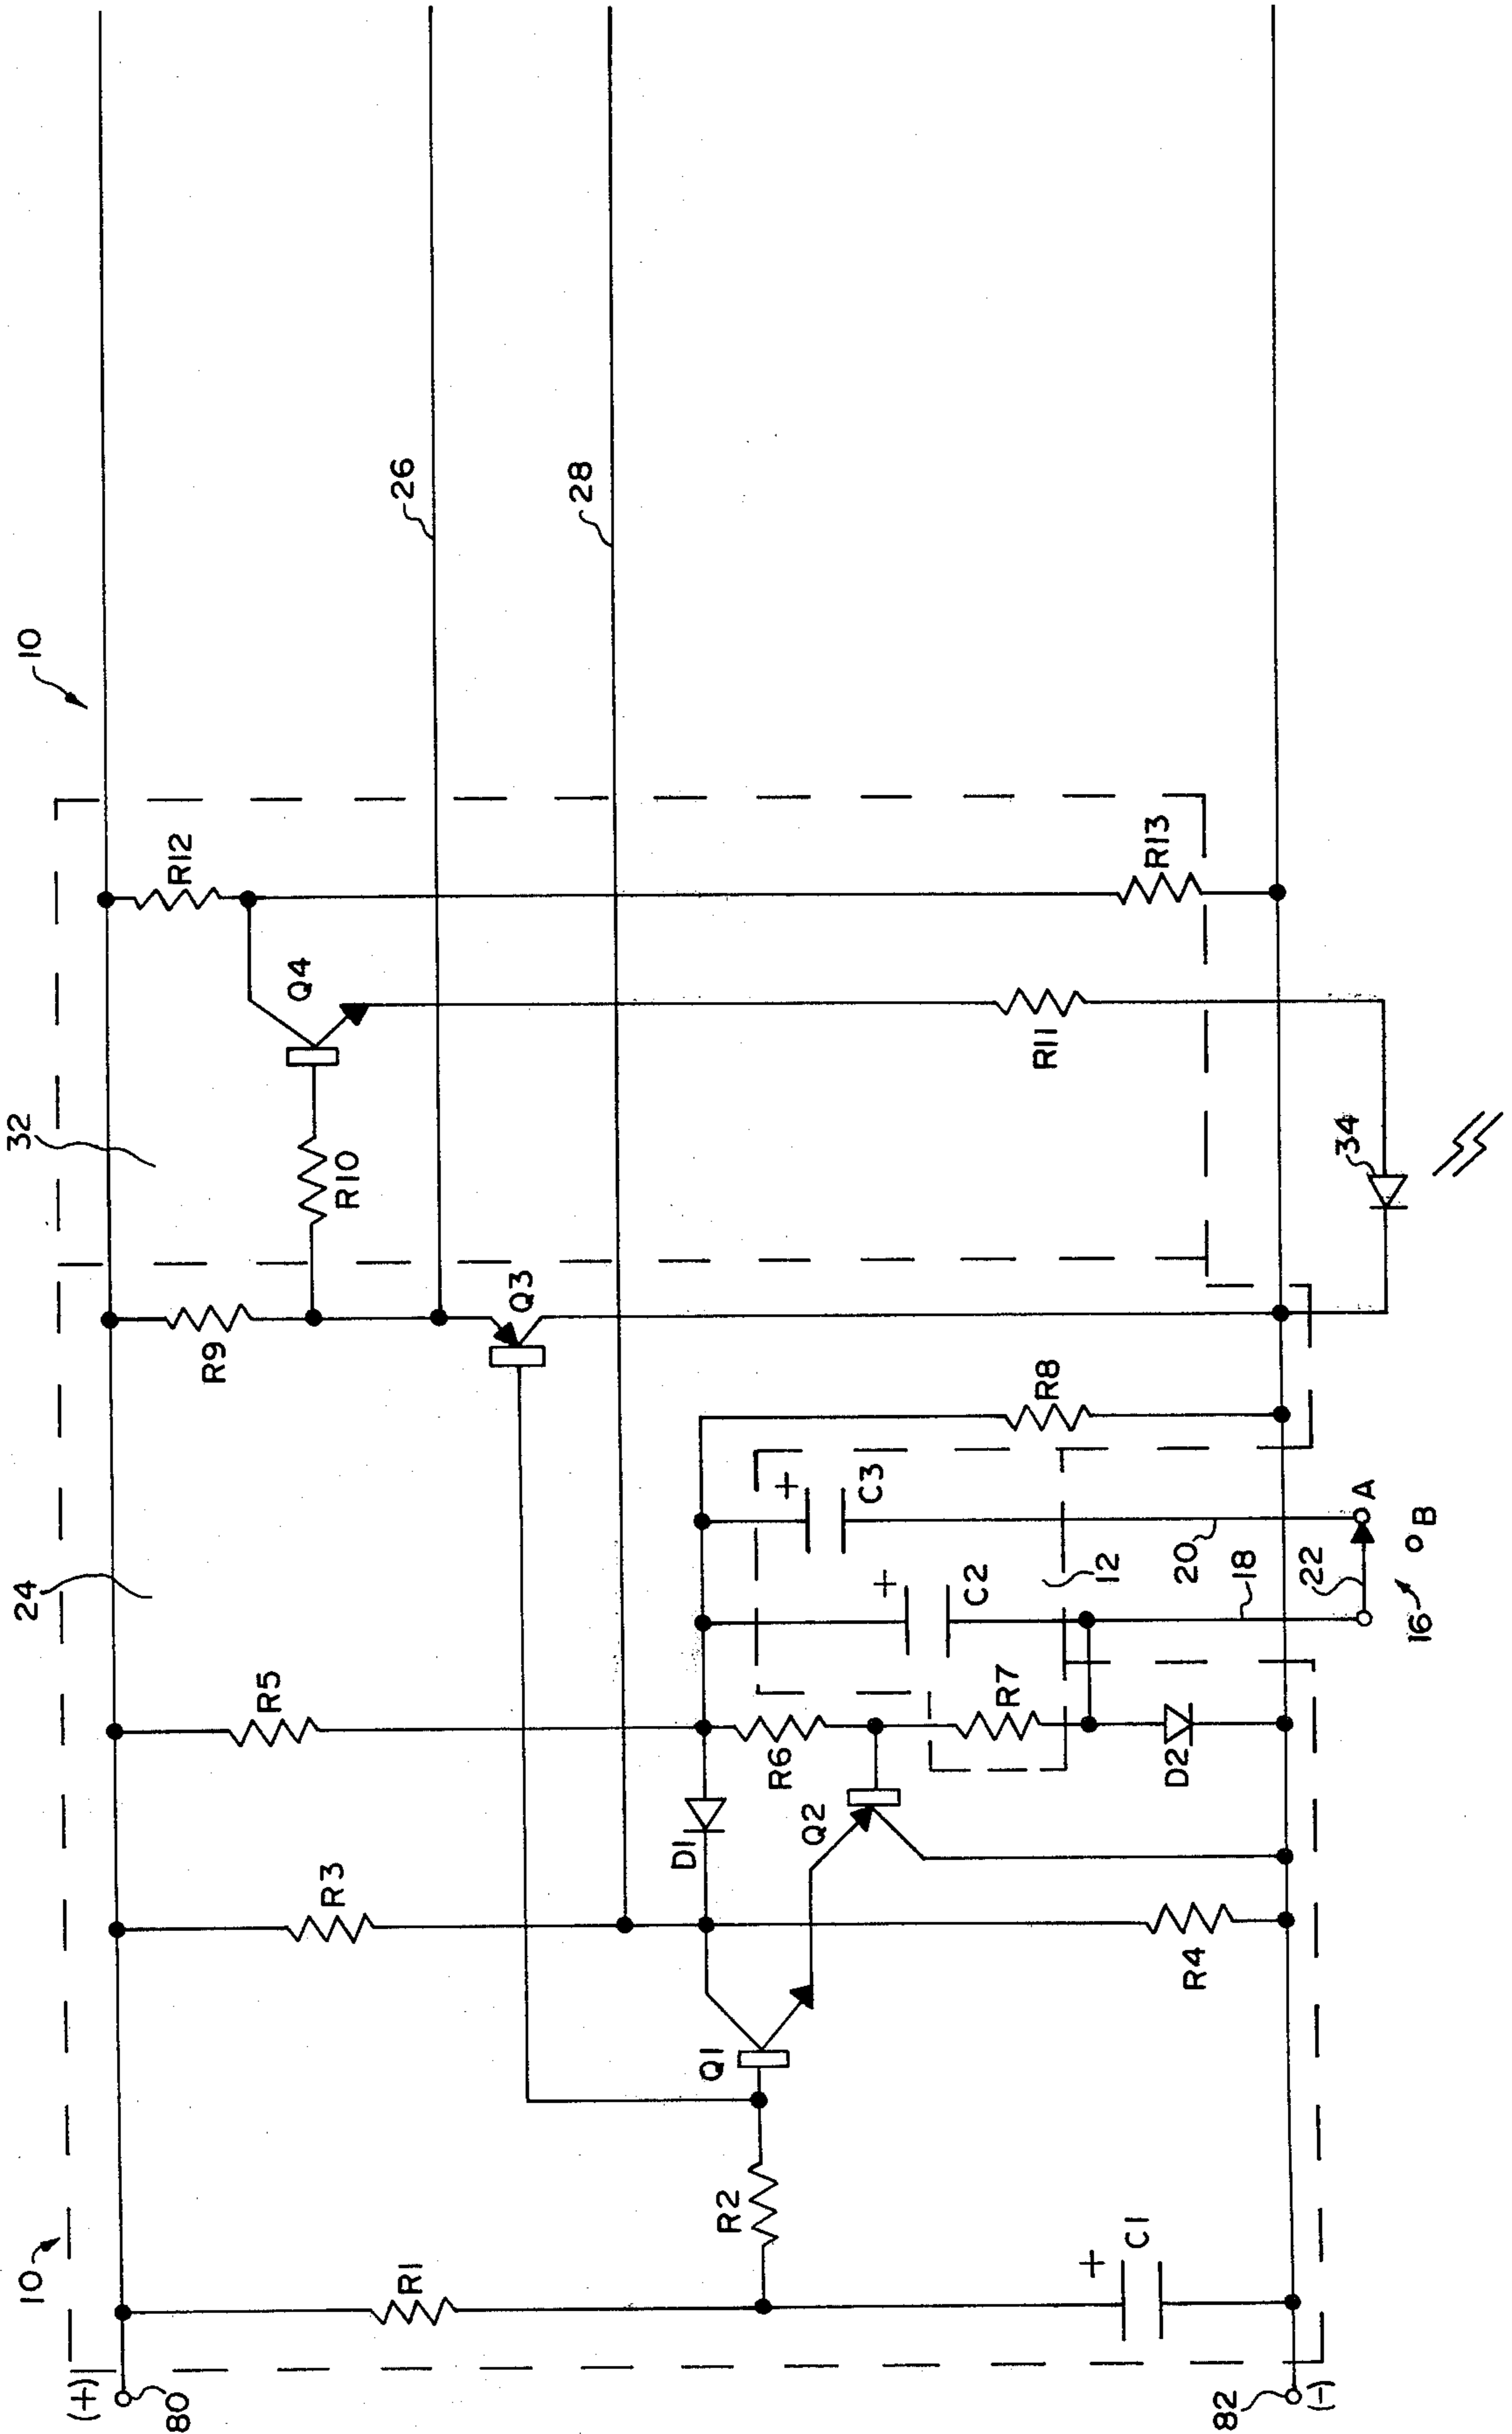 10
(+)
80
R1
R2
+
C1
82
(-)
24
R3
R5
D1
Q1
Q2
R4
R6
R7
D2
C2
+
C3
+
12
18
20
22
16
A
B
R8
R9
Q3
32
R10
Q4
R12
R11
R13
34
10
26
28